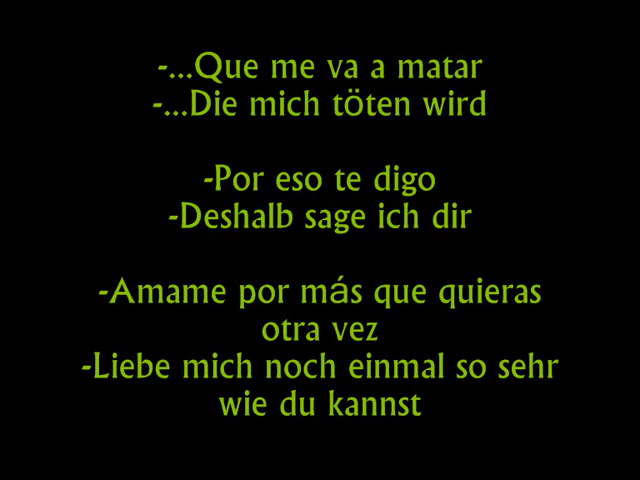 -...Que me va a matar
-...Die mich töten wird
-Por eso te digo
-Deshalb sage ich dir
-Amame por más que quieras
otra vez
-Liebe mich noch einmal so sehr
wie du kannst